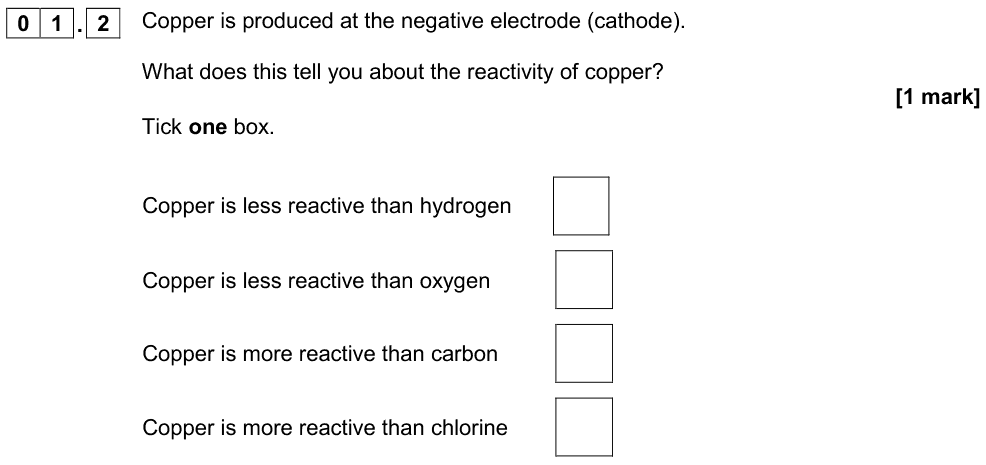 0 1 . 2 Copper is produced at the negative electrode (cathode).
What does this tell you about the reactivity of copper?
[1 mark]
Tick one box.
Copper is less reactive than hydrogen
Copper is less reactive than oxygen
Copper is more reactive than carbon
Copper is more reactive than chlorine